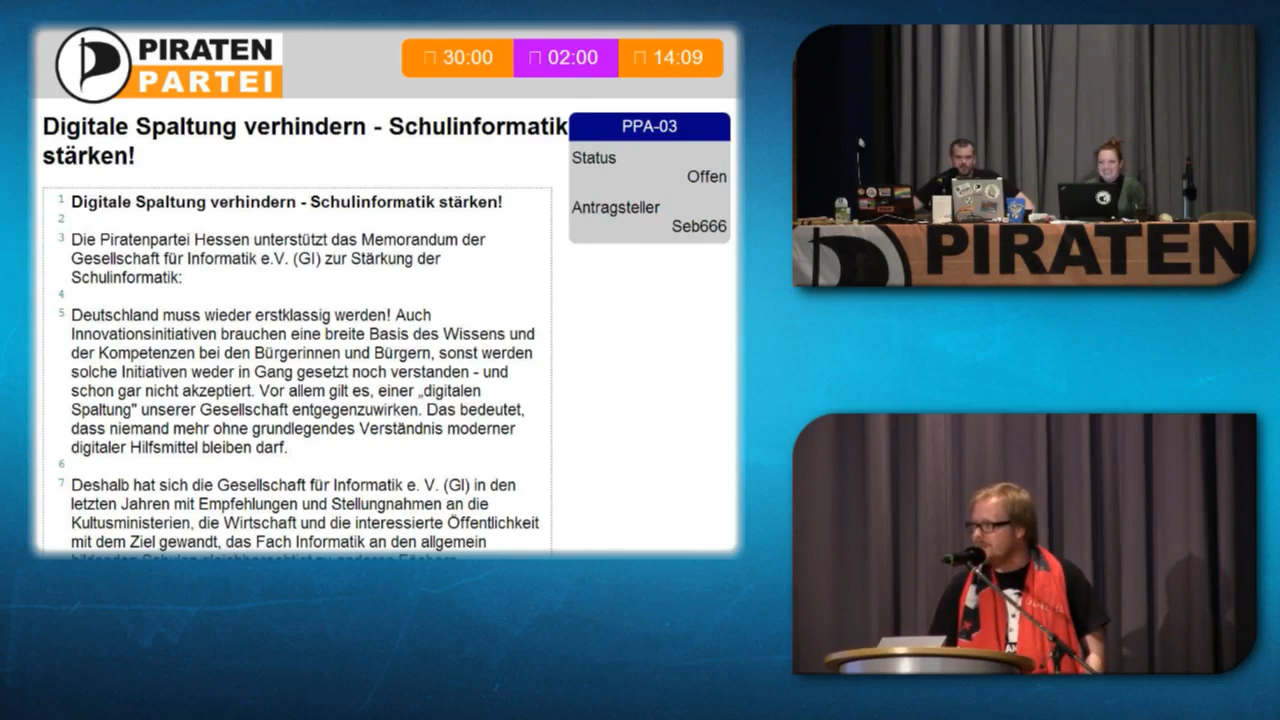 PIRATEN
PARTEI
30:00
02:00
14:09
Digitale Spaltung verhindern - Schulinformatik
stärken!
PPA-03
Status
Offen
Antragsteller
Seb666
1 Digitale Spaltung verhindern - Schulinformatik stärken!
2
3 Die Piratenpartei Hessen unterstützt das Memorandum der
Gesellschaft für Informatik e.V. (GI) zur Stärkung der
Schulinformatik:
4
5 Deutschland muss wieder erstklassig werden! Auch
Innovationsinitiativen brauchen eine breite Basis des Wissens und
der Kompetenzen bei den Bürgerinnen und Bürgern, sonst werden
solche Initiativen weder in Gang gesetzt noch verstanden - und
schon gar nicht akzeptiert. Vor allem gilt es, einer „digitalen
Spaltung" unserer Gesellschaft entgegenzuwirken. Das bedeutet,
dass niemand mehr ohne grundlegendes Verständnis moderner
digitaler Hilfsmittel bleiben darf.
6
7 Deshalb hat sich die Gesellschaft für Informatik e. V. (GI) in den
letzten Jahren mit Empfehlungen und Stellungnahmen an die
Kultusministerien, die Wirtschaft und die interessierte Öffentlichkeit
mit dem Ziel gewandt, das Fach Informatik an den allgemein
bildenden Schulen gleichberechtigt zu anderen Fächern
PIRATEN